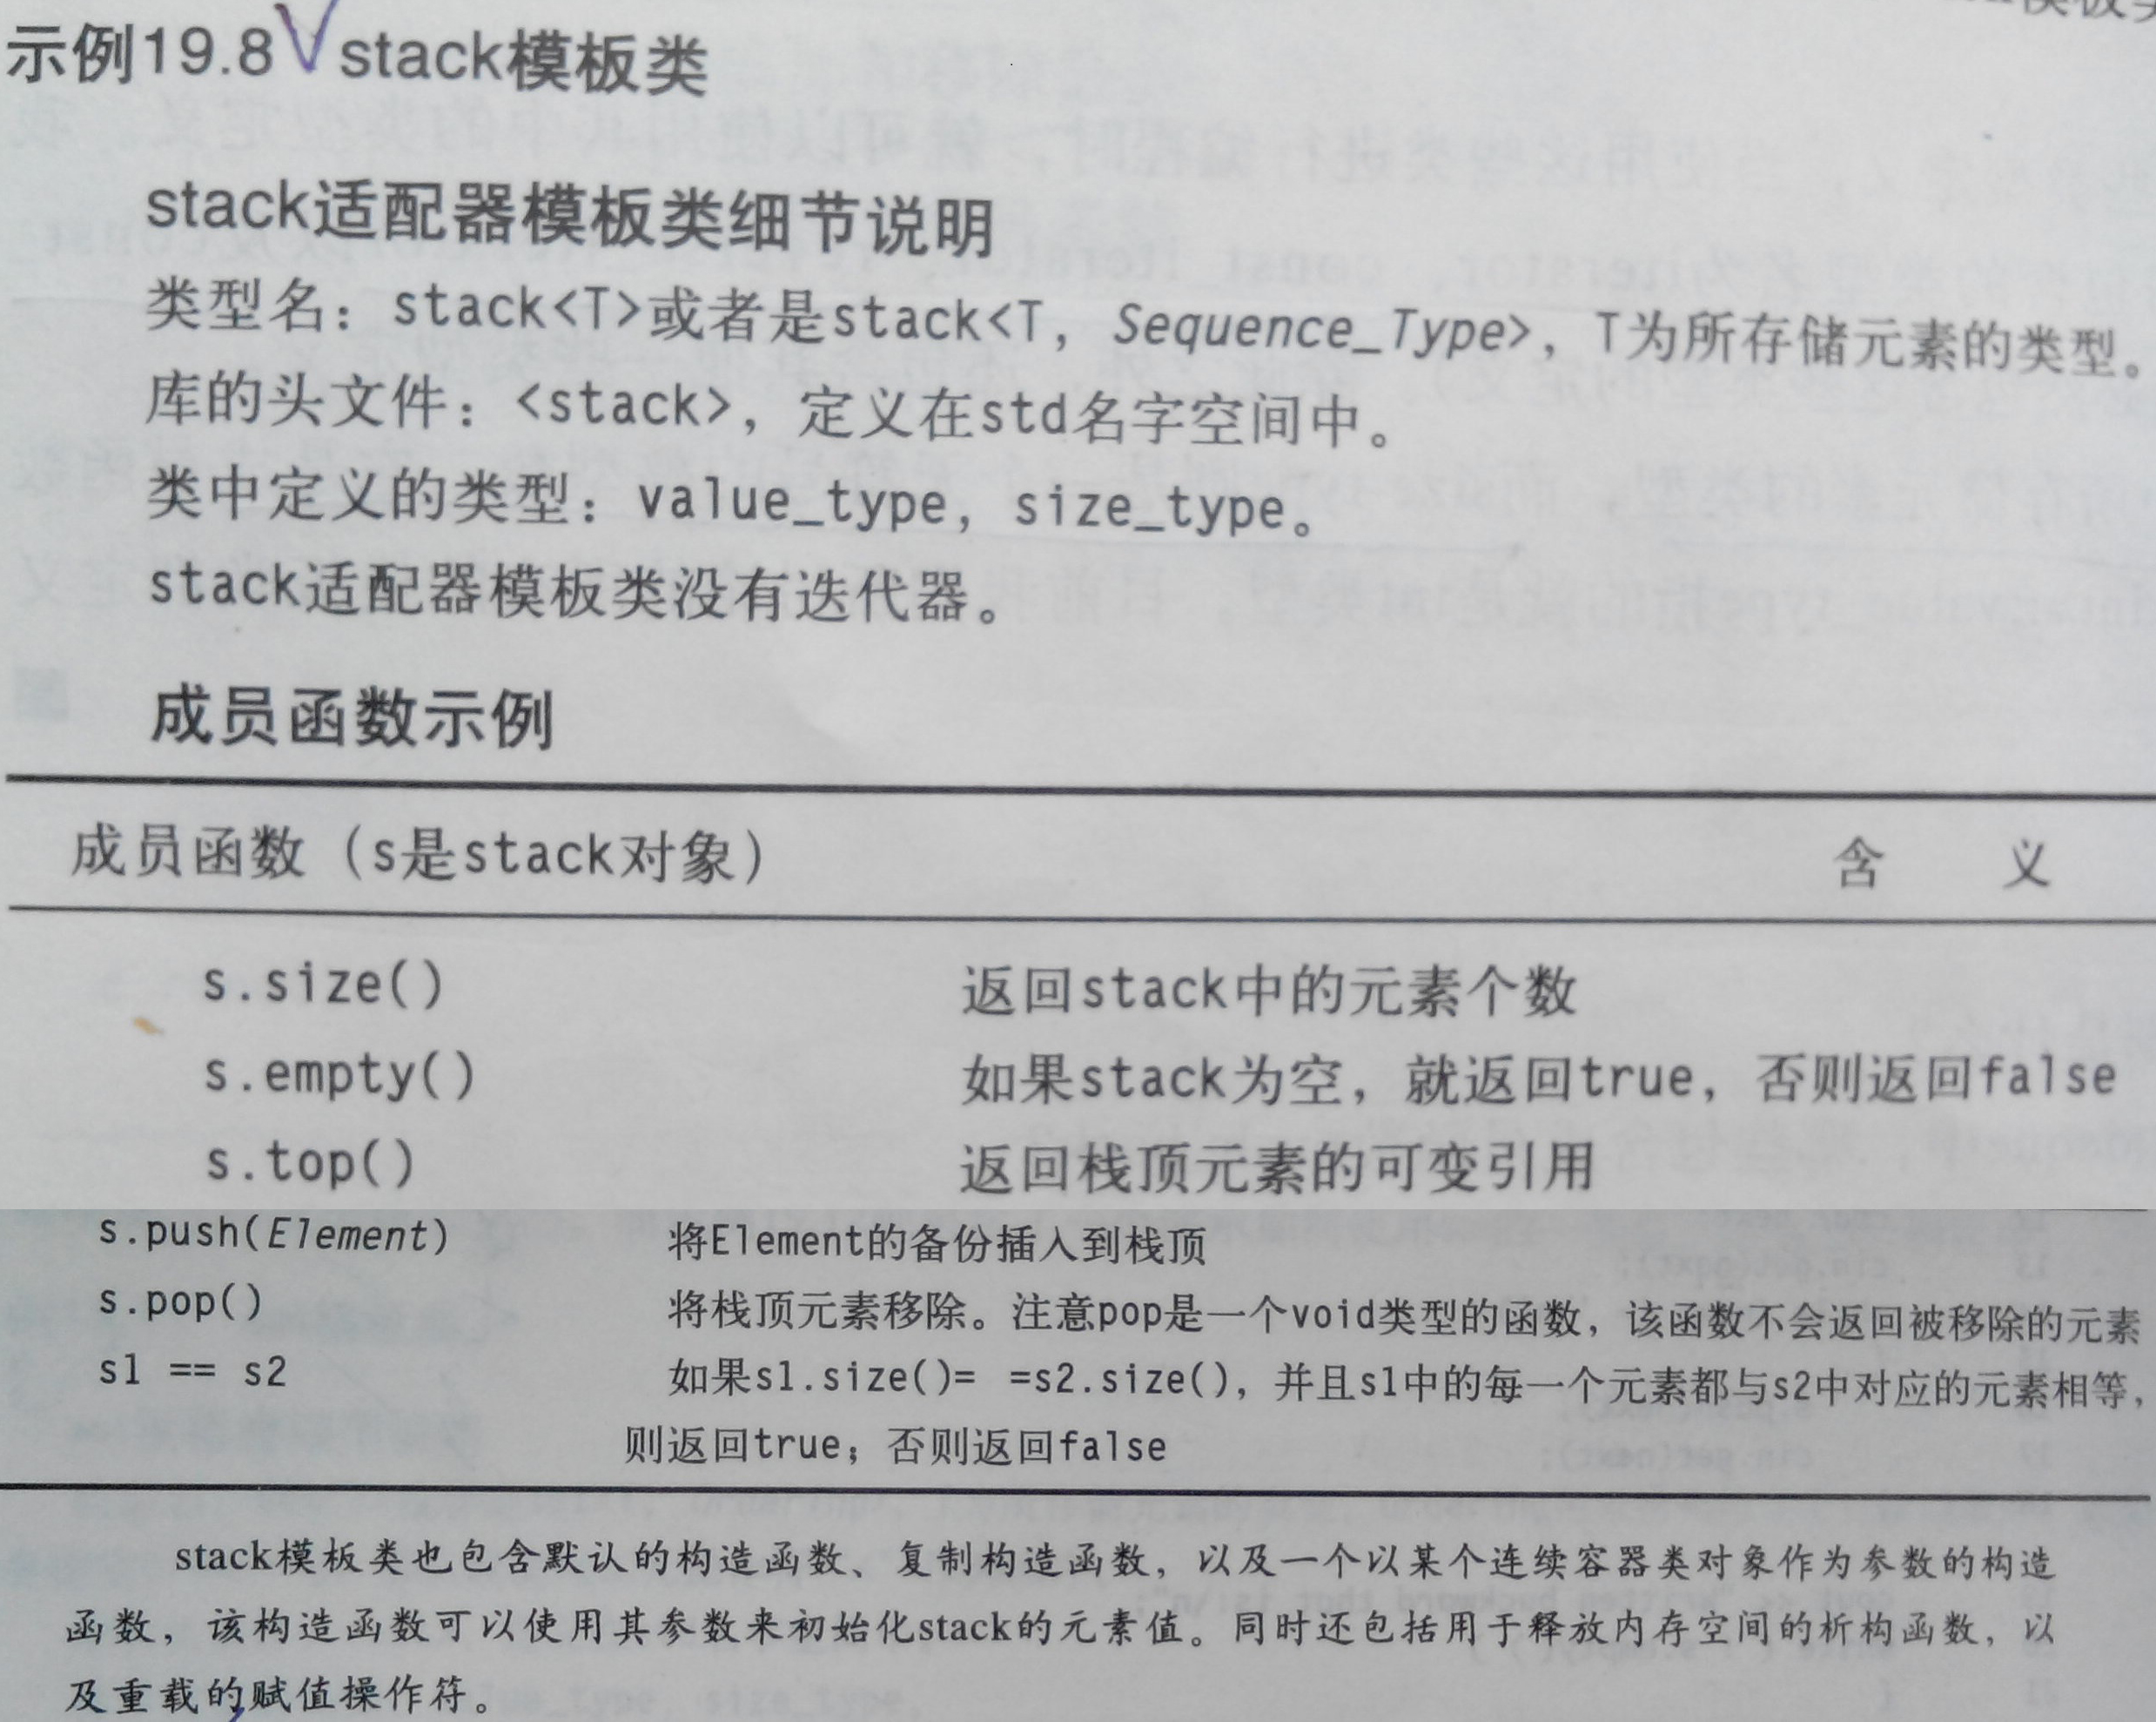 示例19.8 stack模板类
stack适配器模板类细节说明
类型名：stack<T>或者是stack<T, Sequence_Type>，T为所存储元素的类型。
库的头文件：<stack>，定义在std名字空间中。
类中定义的类型：value_type, size_type。
stack适配器模板类没有迭代器。
成员函数示例
成员函数（s是stack对象） 含 义
s.size() 返回stack中的元素个数
s.empty() 如果stack为空，就返回true，否则返回false
s.top() 返回栈顶元素的可变引用
s.push(Element) 将Element的备份插入到栈顶
s.pop() 将栈顶元素移除。注意pop是一个void类型的函数，该函数不会返回被移除的元素
s1 == s2 如果s1.size()= =s2.size()，并且s1中的每一个元素都与s2中对应的元素相等，
则返回true；否则返回false
stack模板类也包含默认的构造函数、复制构造函数，以及一个以某个连续容器类对象作为参数的构造
函数，该构造函数可以使用其参数来初始化stack的元素值。同时还包括用于释放内存空间的析构函数，以
及重载的赋值操作符。